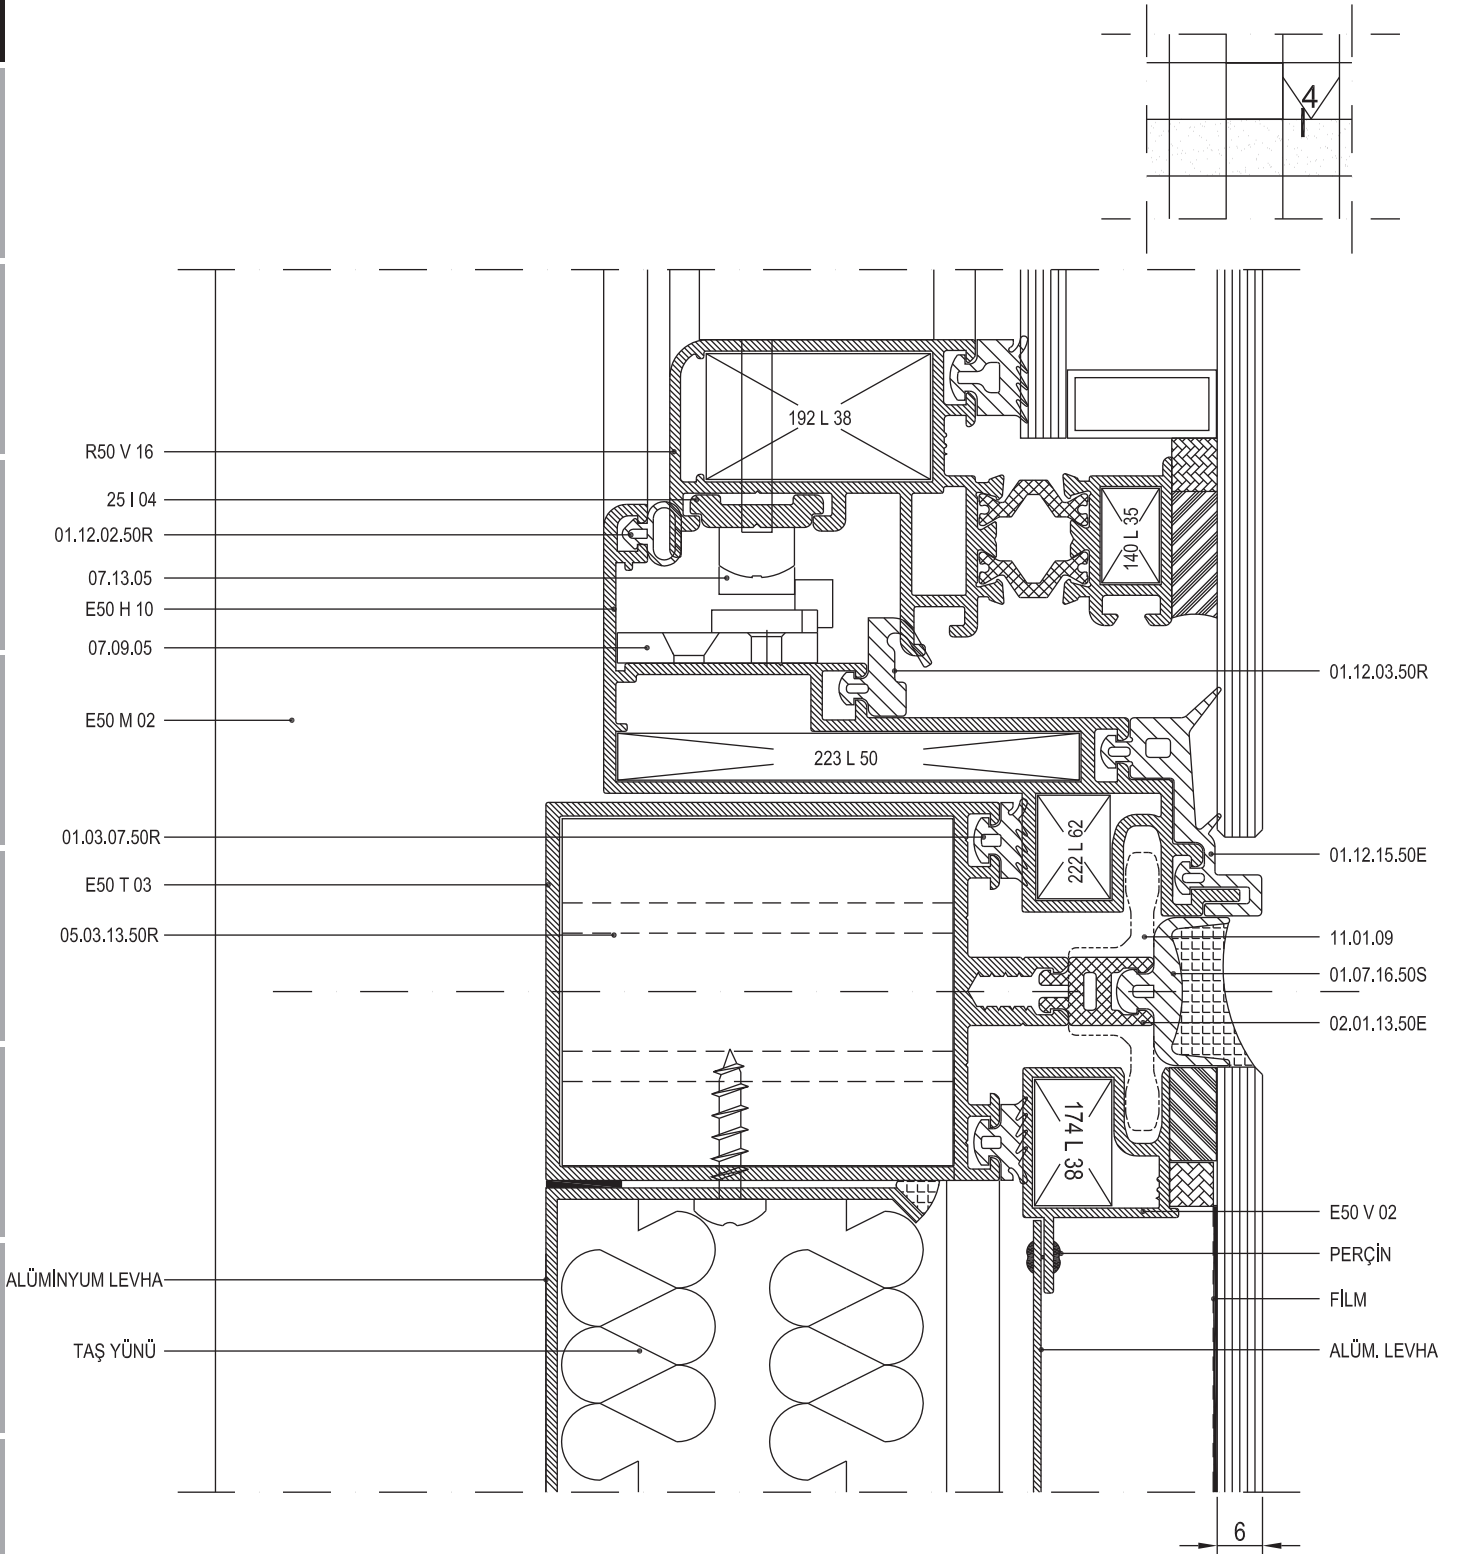 4
192 L 38
R50 V 16
25 I 04
01.12.02.50R
07.13.05
E50 H 10
07.09.05
140 L 35
01.12.03.50R
E50 M 02
223 L 50
01.03.07.50R
222 L 62
01.12.15.50E
E50 T 03
05.03.13.50R
11.01.09
01.07.16.50S
02.01.13.50E
174 L 38
E50 V 02
PERÇİN
ALÜMİNYUM LEVHA
FİLM
TAŞ YÜNÜ
ALÜM. LEVHA
6